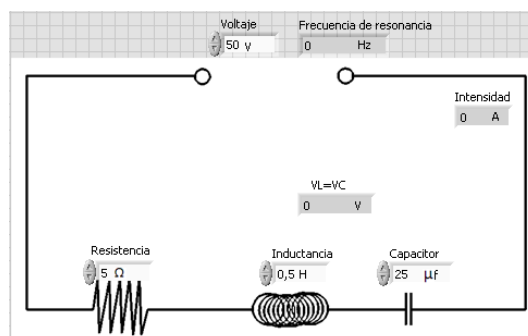 Voltaje
50 V
Frecuencia de resonancia
0 Hz
Intensidad
0 A
VL=VC
0 V
Resistencia
5 Ω
Inductancia
0,5 H
Capacitor
25 µf